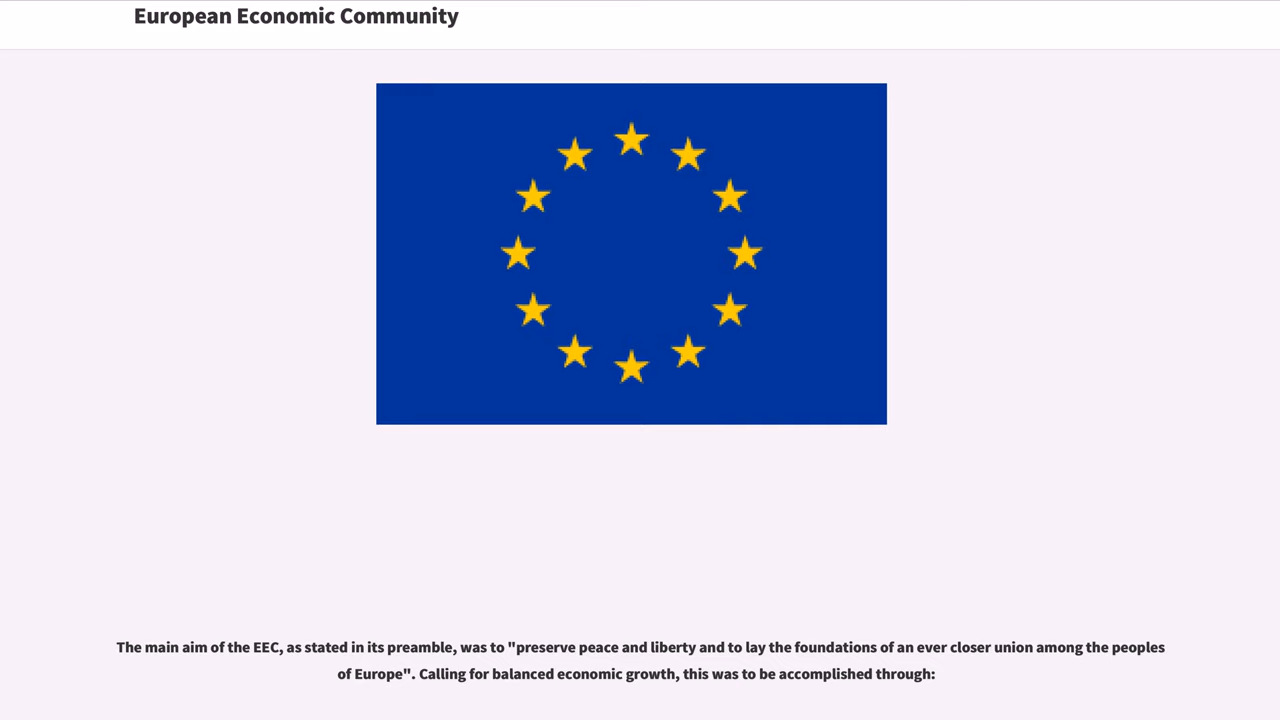 European Economic Community
The main aim of the EEC, as stated in its preamble, was to "preserve peace and liberty and to lay the foundations of an ever closer union among the peoples
of Europe". Calling for balanced economic growth, this was to be accomplished through: